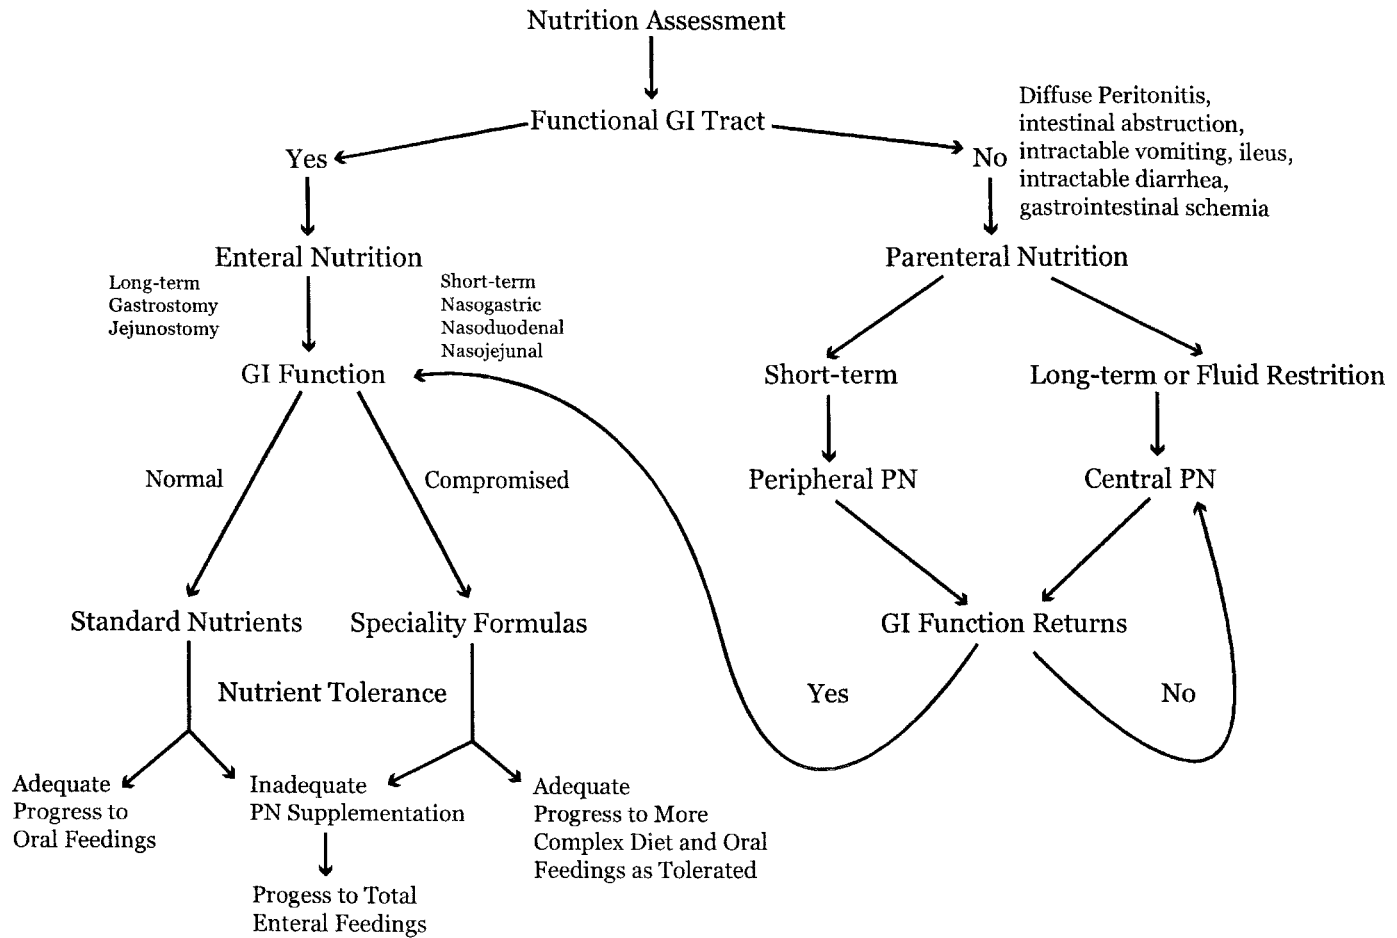 Nutrition Assessment
Functional GI Tract
Yes
No
Diffuse Peritonitis,
intestinal abstruction,
intractable vomiting, ileus,
intractable diarrhea,
gastrointestinal schemia
Enteral Nutrition
Long-term
Gastrostomy
Jejunostomy
Short-term
Nasogastric
Nasoduodenal
Nasojejunal
Parenteral Nutrition
GI Function
Short-term
Long-term or Fluid Restrition
Normal
Compromised
Peripheral PN
Central PN
Standard Nutrients
Speciality Formulas
GI Function Returns
Nutrient Tolerance
Yes
No
Adequate
Progress to
Oral Feedings
Inadequate
PN Supplementation
Adequate
Progress to More
Complex Diet and Oral
Feedings as Tolerated
Progess to Total
Enteral Feedings